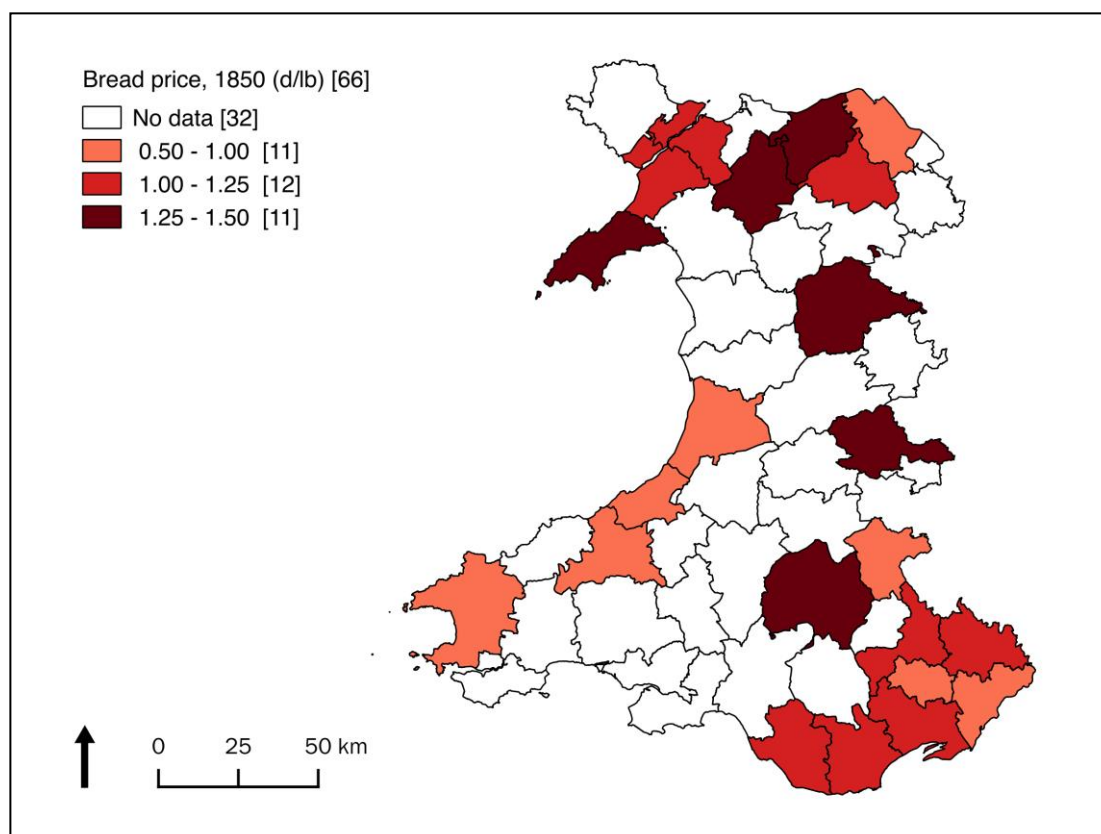 Bread price, 1850 (d/lb) [66]
No data [32]
0.50 - 1.00 [11]
1.00 - 1.25 [12]
1.25 - 1.50 [11]
0 25 50 km